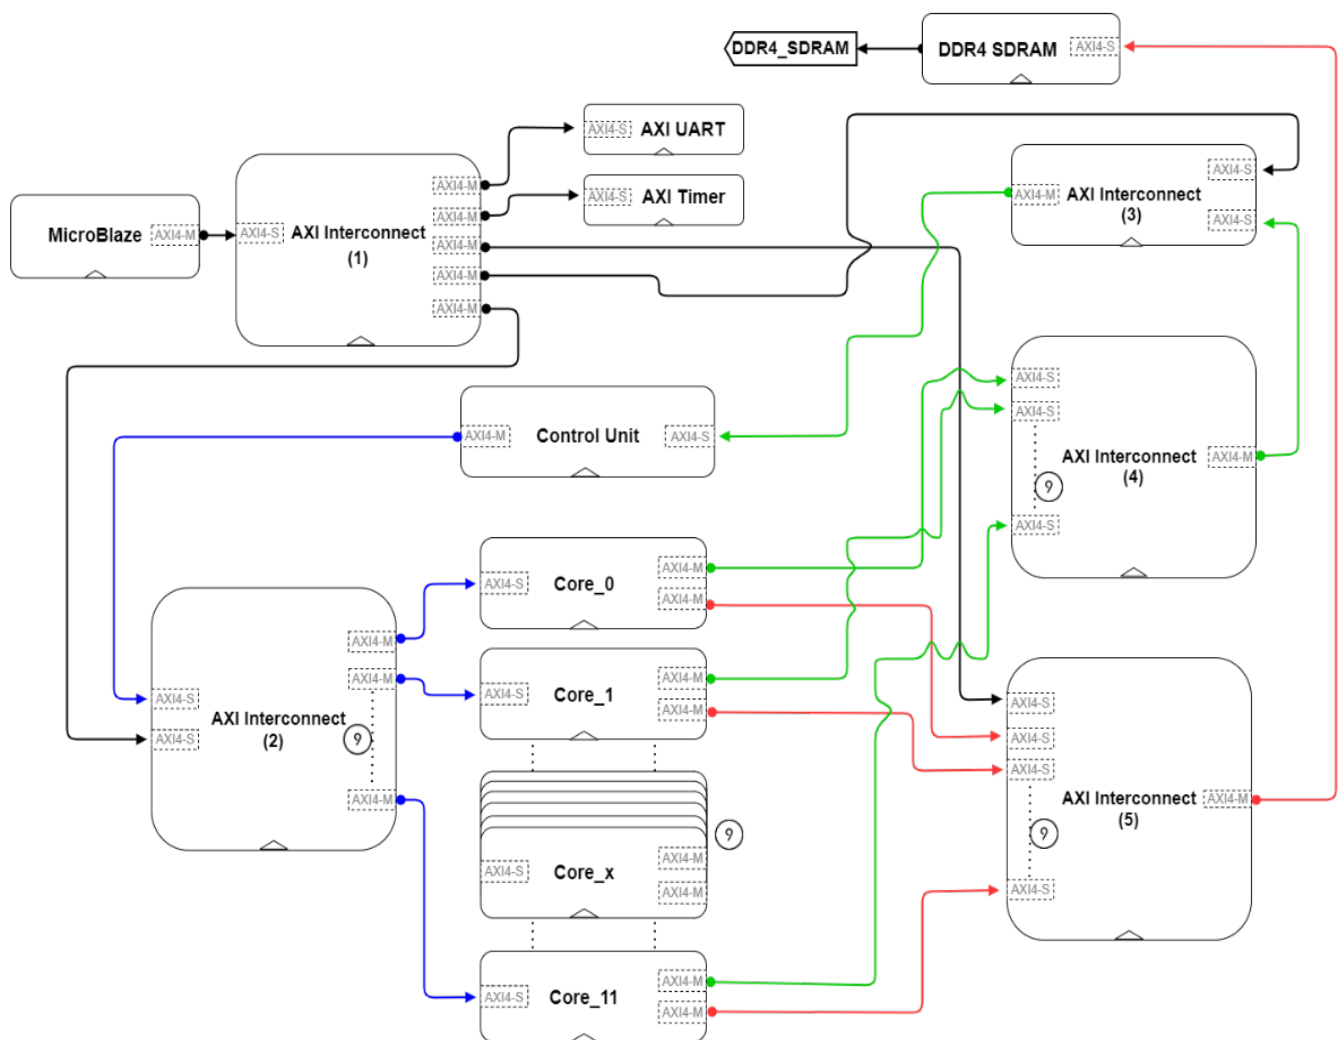 DDR4_SDRAM
DDR4 SDRAM
AXI4-S
AXI4-S
AXI UART
AXI4-S
AXI Timer
MicroBlaze
AXI4-M
AXI4-S
AXI Interconnect
(1)
AXI4-M
AXI4-M
AXI4-M
AXI4-M
AXI4-M
AXI4-M
AXI Interconnect
(3)
AXI4-S
AXI4-S
AXI4-M
Control Unit
AXI4-S
AXI4-S
AXI4-S
9
AXI4-S
AXI Interconnect
(4)
AXI4-M
AXI4-S
AXI4-S
AXI Interconnect
(2)
AXI4-M
AXI4-M
9
AXI4-M
AXI4-S
Core_0
AXI4-M
AXI4-M
AXI4-S
Core_1
AXI4-M
AXI4-M
9
AXI4-S
Core_x
AXI4-M
AXI4-M
AXI4-S
Core_11
AXI4-M
AXI4-M
AXI4-S
AXI4-S
AXI4-S
9
AXI4-S
AXI Interconnect
(5)
AXI4-M